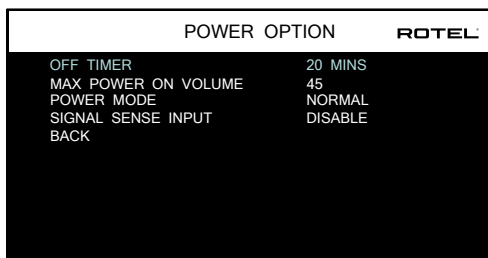 POWER OPTION ROTEL
OFF TIMER 20 MINS
MAX POWER ON VOLUME 45
POWER MODE NORMAL
SIGNAL SENSE INPUT DISABLE
BACK